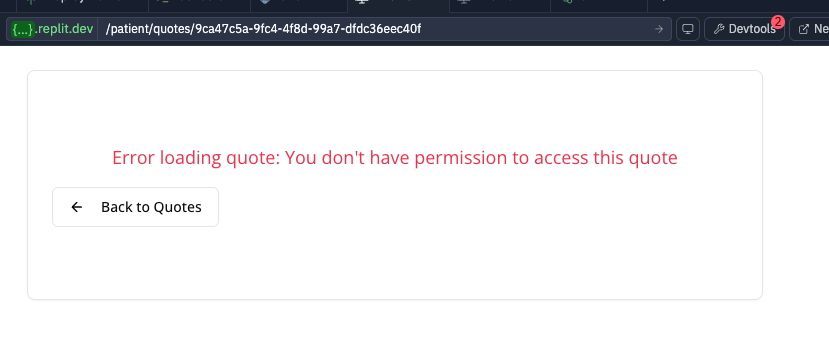 {...}.replit.dev /patient/quotes/9ca47c5a-9fc4-4f8d-99a7-dfdc36eec40f
Devtools
2
Ne
Error loading quote: You don't have permission to access this quote
Back to Quotes